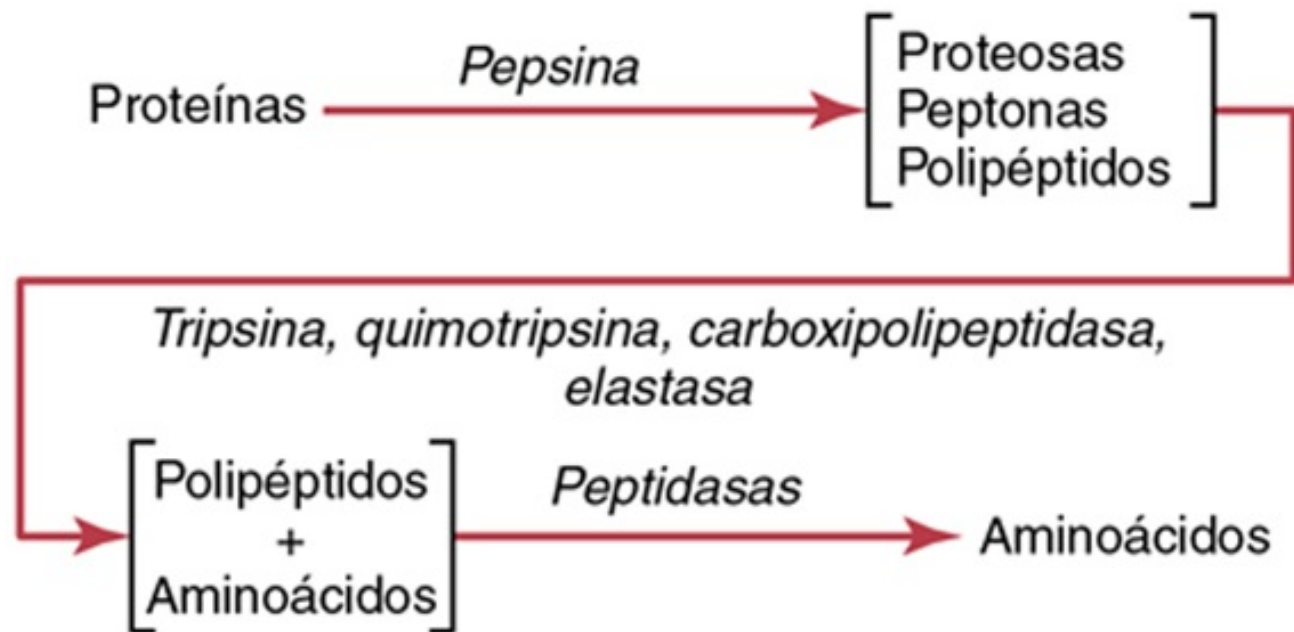 Proteínas
Pepsina
Proteosas
Peptonas
Polipéptidos
Tripsina, quimotripsina, carboxipolipeptidasa,
elastasa
Polipéptidos
+
Aminoácidos
Peptidasas
Aminoácidos